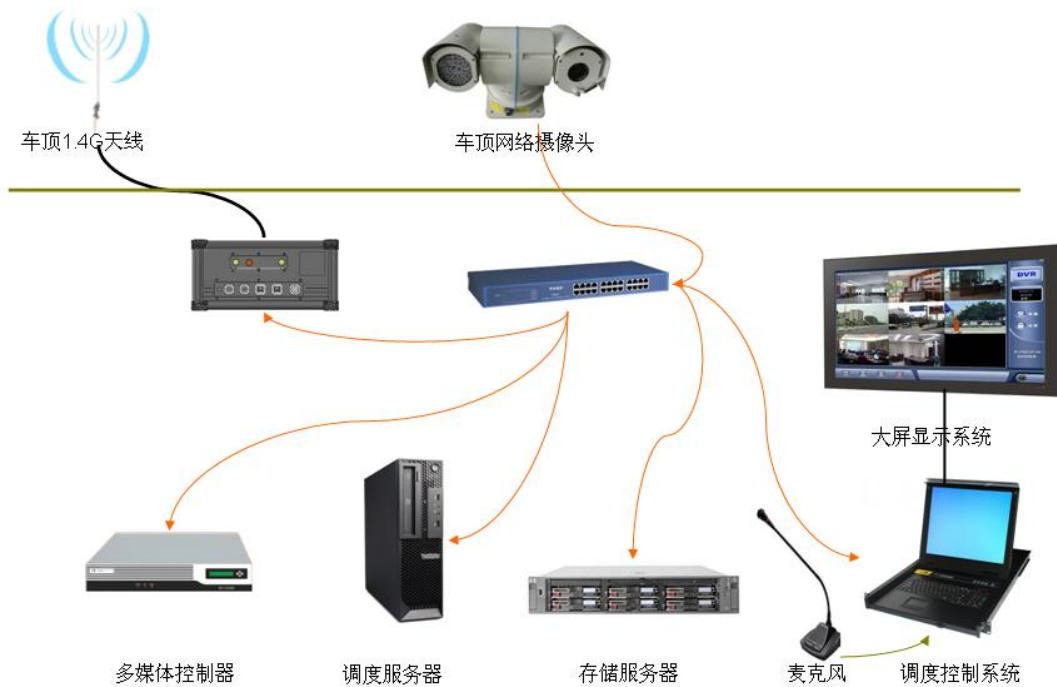 车顶1.4G天线
车顶网络摄像头
DVR
大屏显示系统
多媒体控制器
调度服务器
存储服务器
麦克风
调度控制系统